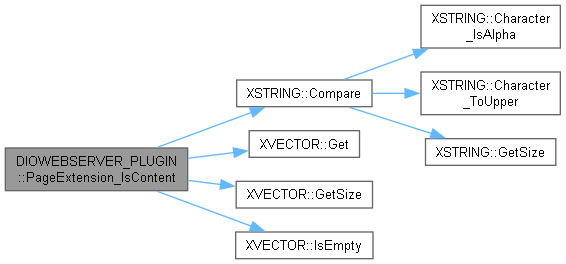 DIOWEBSERVER_PLUGIN
::PageExtension_IsContent
XSTRING::Compare
XSTRING::Character
_IsAlpha
XSTRING::Character
_ToUpper
XSTRING::GetSize
XVECTOR::Get
XVECTOR::GetSize
XVECTOR::IsEmpty